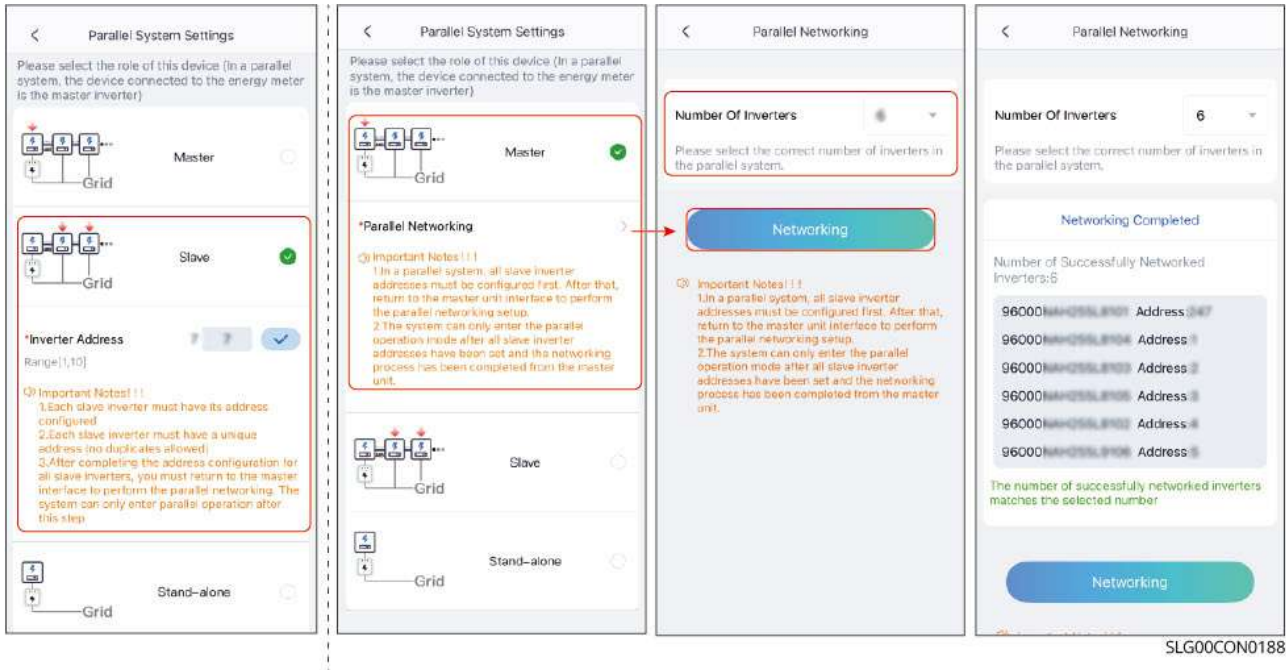 Parallel System Settings
Please select the role of this device (In a parallel
system, the device connected to the energy meter
is the master inverter)
Master
Grid
Slave
Grid
*Inverter Address
Range[1,10]
Important Notes!!!
1.Each slave inverter must have its address
configured
2.Each slave inverter must have a unique
address (no duplicates allowed)
3.After completing the address configuration for
all slave inverters, you must return to the master
interface to perform the parallel networking. The
system can only enter parallel operation after
this step
Stand-alone
Grid
Parallel System Settings
Please select the role of this device (In a parallel
system, the device connected to the energy meter
is the master inverter)
Master
Grid
*Parallel Networking
Important Notes!!!
1.In a parallel system, all slave inverter
addresses must be configured first. After that,
return to the master unit interface to perform
the parallel networking setup.
2.The system can only enter the parallel
operation mode after all slave inverter
addresses have been set and the networking
process has been completed from the master
unit.
Slave
Grid
Stand-alone
Grid
Parallel Networking
Number Of Inverters
Please select the correct number of inverters in
the parallel system.
Networking
Important Notes!!!
1.In a parallel system, all slave inverter
addresses must be configured first. After that,
return to the master unit interface to perform
the parallel networking setup.
2.The system can only enter the parallel
operation mode after all slave inverter
addresses have been set and the networking
process has been completed from the master
unit.
Parallel Networking
Number Of Inverters 6
Please select the correct number of inverters in
the parallel system.
Networking Completed
Number of Successfully Networked
Inverters:6
96000 Address
96000 Address
96000 Address
96000 Address
96000 Address
96000 Address
The number of successfully networked inverters
matches the selected number
Networking
SLG00CON0188